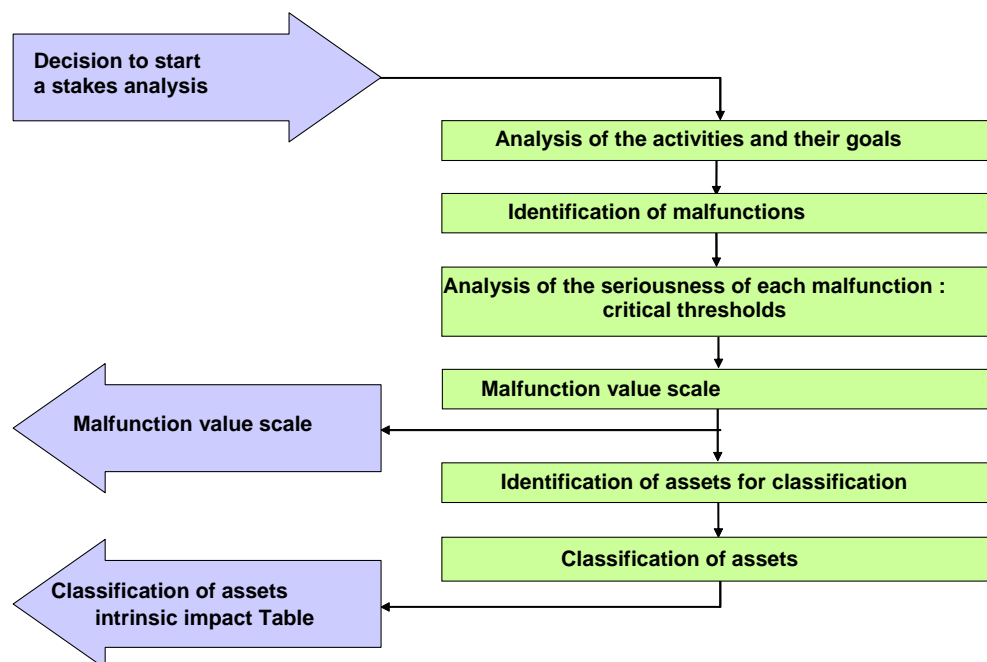 Decision to start
a stakes analysis
Analysis of the activities and their goals
Identification of malfunctions
Analysis of the seriousness of each malfunction :
critical thresholds
Malfunction value scale
Malfunction value scale
Identification of assets for classification
Classification of assets
Classification of assets
intrinsic impact Table